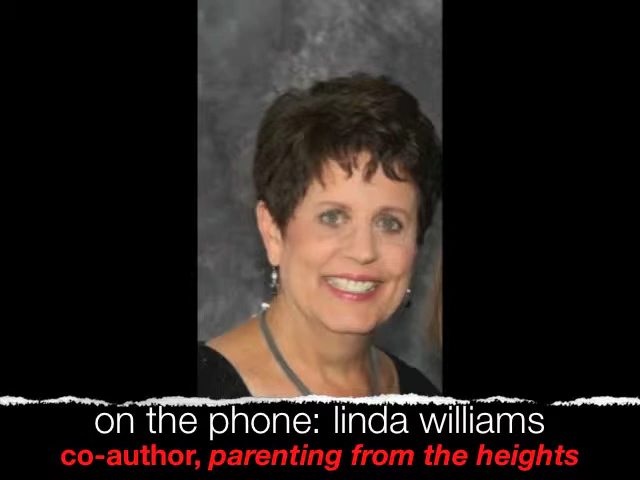 on the phone: linda williams
co-author, parenting from the heights